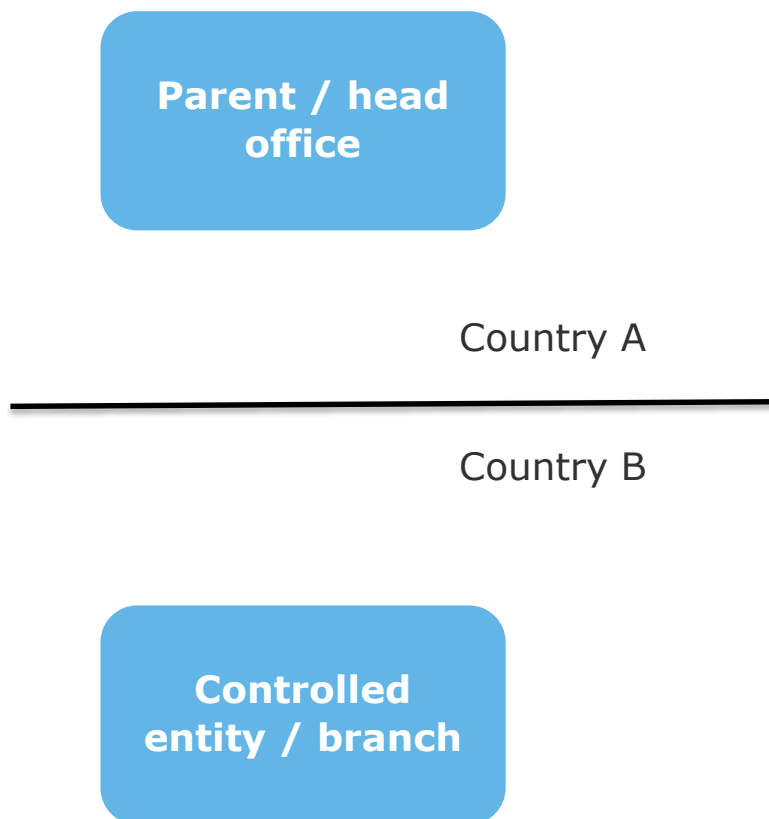 Parent / head
office
Country A
Country B
Controlled
entity / branch